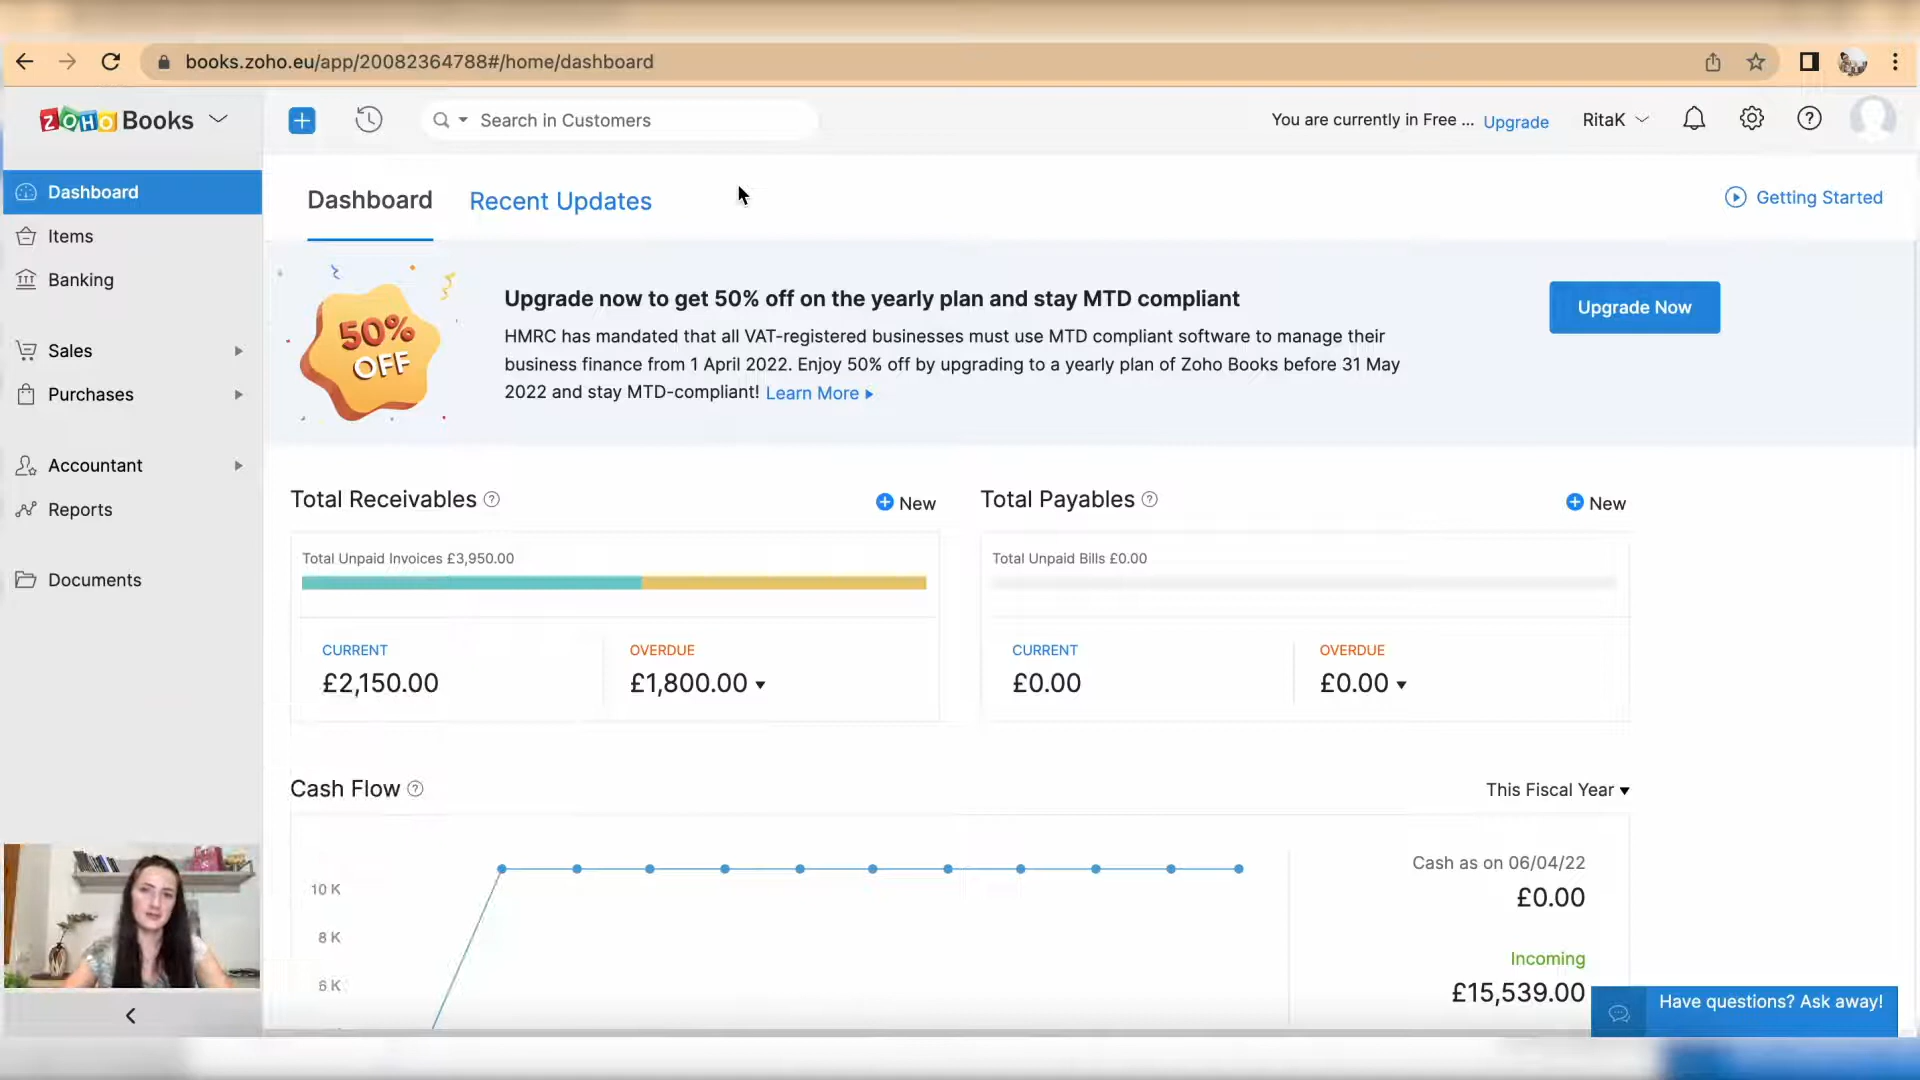 books.zoho.eu/app/20082364788#/home/dashboard
ZOHO Books
Search in Customers
You are currently in Free ... Upgrade
RitaK
Dashboard
Items
Banking
Sales
Purchases
Accountant
Reports
Documents
Dashboard
Recent Updates
Getting Started
50%
OFF
Upgrade now to get 50% off on the yearly plan and stay MTD compliant
HMRC has mandated that all VAT-registered businesses must use MTD compliant software to manage their
business finance from 1 April 2022. Enjoy 50% off by upgrading to a yearly plan of Zoho Books before 31 May
2022 and stay MTD-compliant! Learn More
Upgrade Now
Total Receivables
New
Total Unpaid Invoices £3,950.00
CURRENT
£2,150.00
OVERDUE
£1,800.00
Total Payables
New
Total Unpaid Bills £0.00
CURRENT
£0.00
OVERDUE
£0.00
Cash Flow
This Fiscal Year
10 K
8 K
6 K
Cash as on 06/04/22
£0.00
Incoming
£15,539.00
Have questions? Ask away!